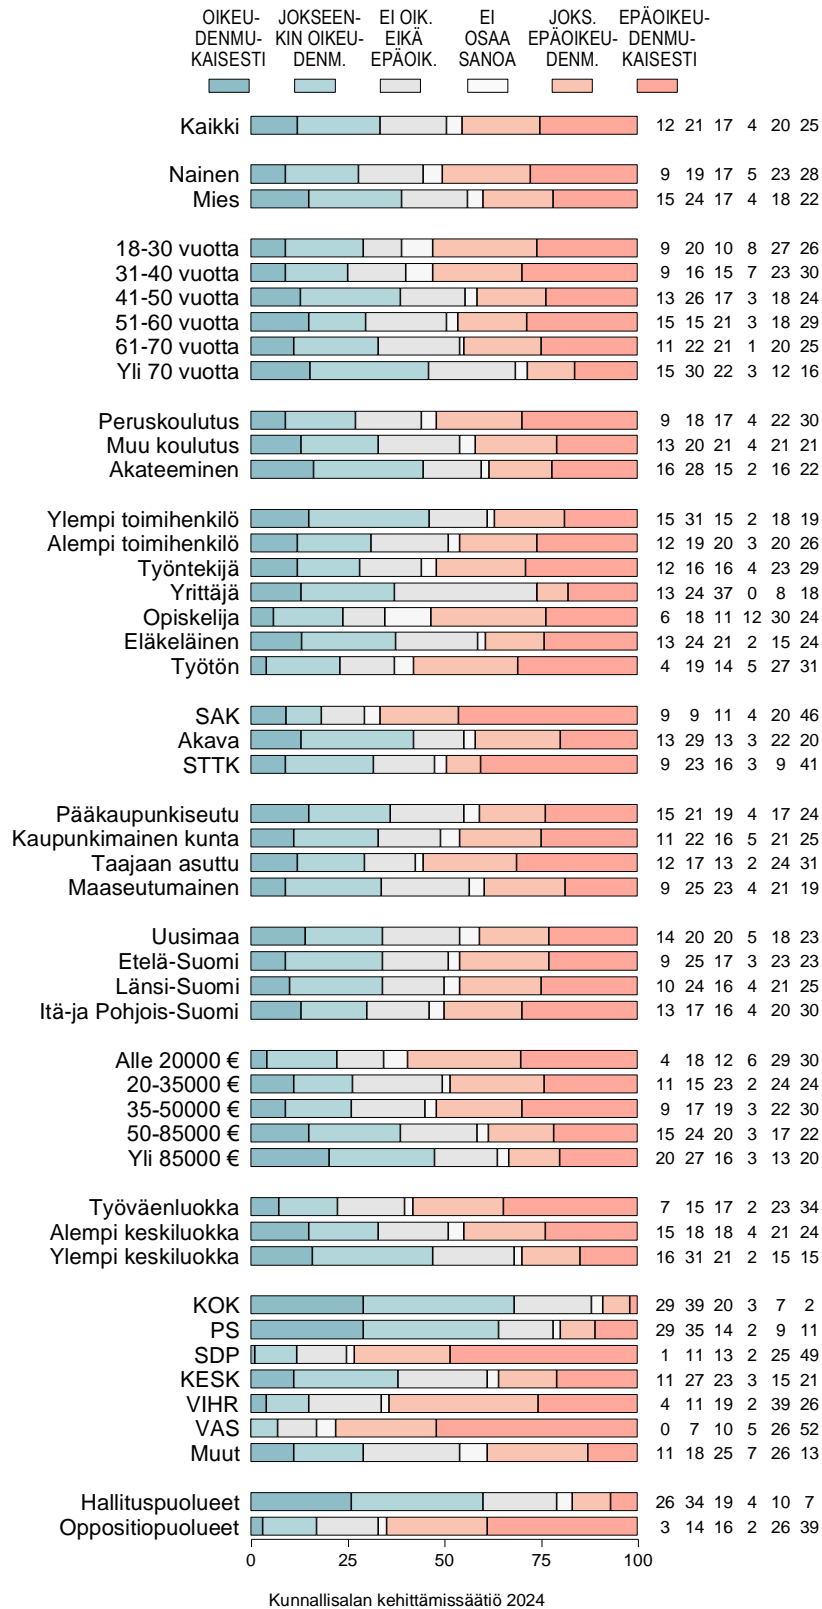 OIKEU- JOKSEEN- EI OIK. EI JOKS. EPÄOIKEU-
DENMU- KIN OIKEU- EIKÄ OSAA EPÄOIKEU- DENMU-
KAISESTI DENM. EPÄOIK. SANOA DENM. KAISESTI
Kaikki 12 21 17 4 20 25
Nainen 9 19 17 5 23 28
Mies 15 24 17 4 18 22
18-30 vuotta 9 20 10 8 27 26
31-40 vuotta 9 16 15 7 23 30
41-50 vuotta 13 26 17 3 18 24
51-60 vuotta 15 15 21 3 18 29
61-70 vuotta 11 22 21 1 20 25
Yli 70 vuotta 15 30 22 3 12 16
Peruskoulutus 9 18 17 4 22 30
Muu koulutus 13 20 21 4 21 21
Akateeminen 16 28 15 2 16 22
Ylempi toimihenkilö 15 31 15 2 18 19
Alempi toimihenkilö 12 19 20 3 20 26
Työntekijä 12 16 16 4 23 29
Yrittäjä 13 24 37 0 8 18
Opiskelija 6 18 11 12 30 24
Eläkeläinen 13 24 21 2 15 24
Työtön 4 19 14 5 27 31
SAK 9 9 11 4 20 46
Akava 13 29 13 3 22 20
STTK 9 23 16 3 9 41
Pääkaupunkiseutu 15 21 19 4 17 24
Kaupunkimainen kunta 11 22 16 5 21 25
Taajaan asuttu 12 17 13 2 24 31
Maaseutumainen 9 25 23 4 21 19
Uusimaa 14 20 20 5 18 23
Etelä-Suomi 9 25 17 3 23 23
Länsi-Suomi 10 24 16 4 21 25
Itä-ja Pohjois-Suomi 13 17 16 4 20 30
Alle 20000 € 4 18 12 6 29 30
20-35000 € 11 15 23 2 24 24
35-50000 € 9 17 19 3 22 30
50-85000 € 15 24 20 3 17 22
Yli 85000 € 20 27 16 3 13 20
Työväenluokka 7 15 17 2 23 34
Alempi keskiluokka 15 18 18 4 21 24
Ylempi keskiluokka 16 31 21 2 15 15
KOK 29 39 20 3 7 2
PS 29 35 14 2 9 11
SDP 1 11 13 2 25 49
KESK 11 27 23 3 15 21
VIHR 4 11 19 2 39 26
VAS 0 7 10 5 26 52
Muut 11 18 25 7 26 13
Hallituspuolueet 26 34 19 4 10 7
Oppositiopuolueet 3 14 16 2 26 39
0 25 50 75 100
Kunnallisalan kehittämissäätiö 2024